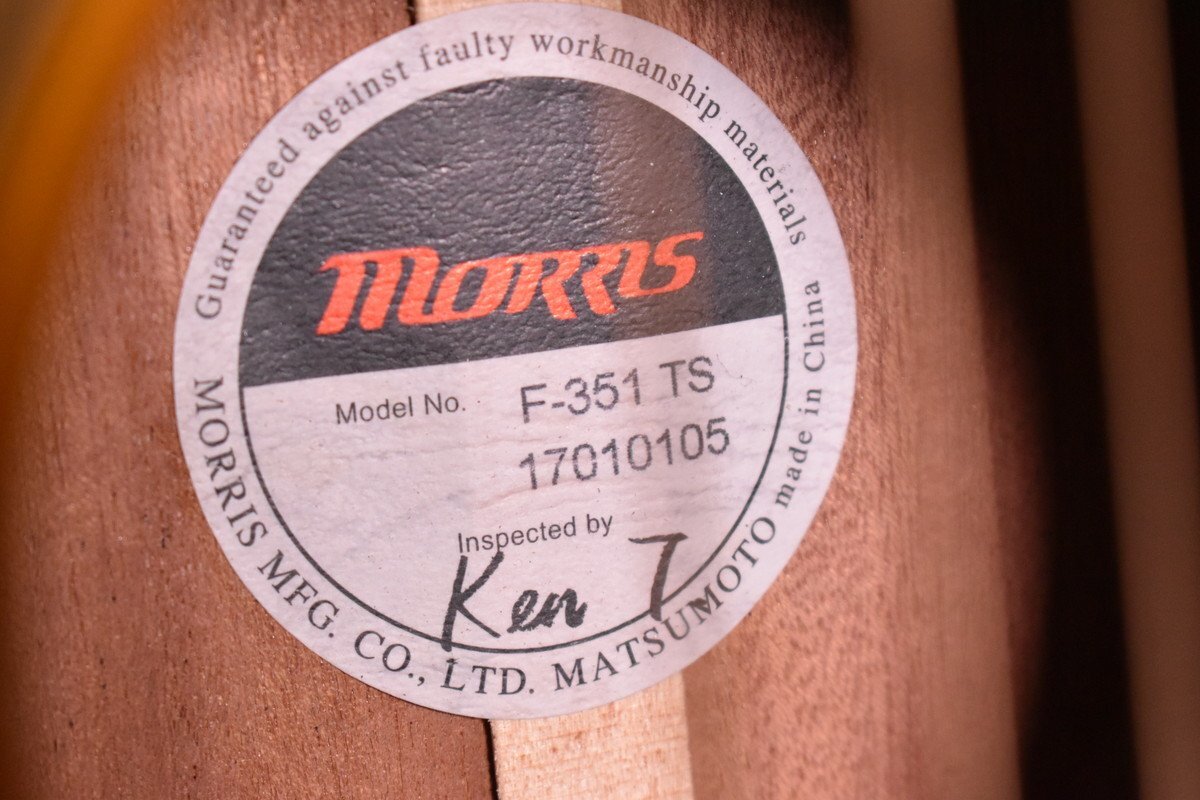 Guaranteed against faulty workmanship materials
MORRIS
Model No. F-351 TS
17010105
Inspected by
Ken T.
MORRIS MFG. CO., LTD. MATSUMOTO made in China